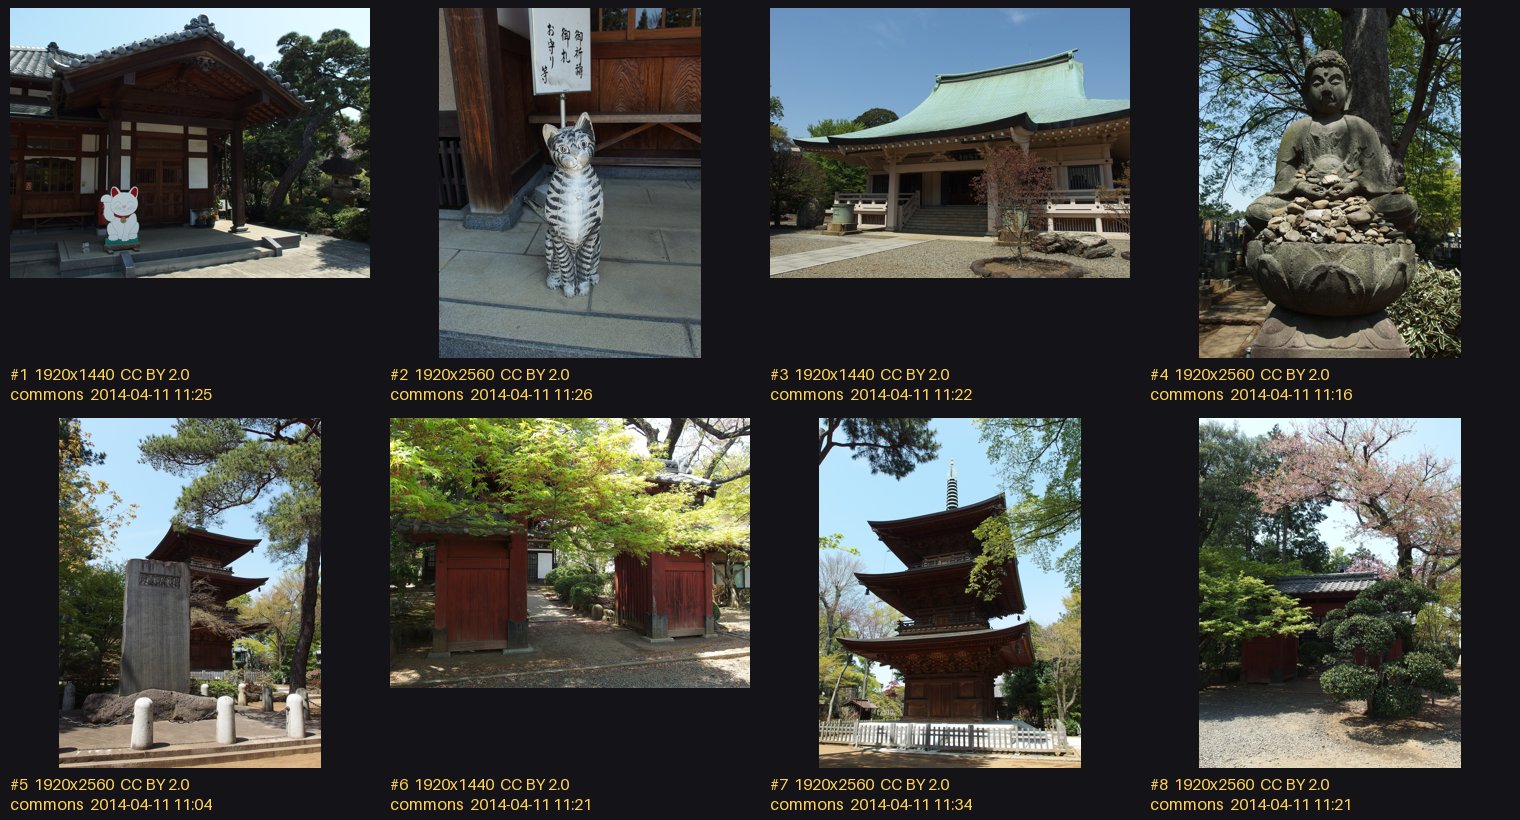 御祈祷
御札
お守り等
#1 1920x1440 CC BY 2.0
commons 2014-04-11 11:25
#2 1920x2560 CC BY 2.0
commons 2014-04-11 11:26
#3 1920x1440 CC BY 2.0
commons 2014-04-11 11:22
#4 1920x2560 CC BY 2.0
commons 2014-04-11 11:16
#5 1920x2560 CC BY 2.0
commons 2014-04-11 11:04
#6 1920x1440 CC BY 2.0
commons 2014-04-11 11:21
#7 1920x2560 CC BY 2.0
commons 2014-04-11 11:34
#8 1920x2560 CC BY 2.0
commons 2014-04-11 11:21